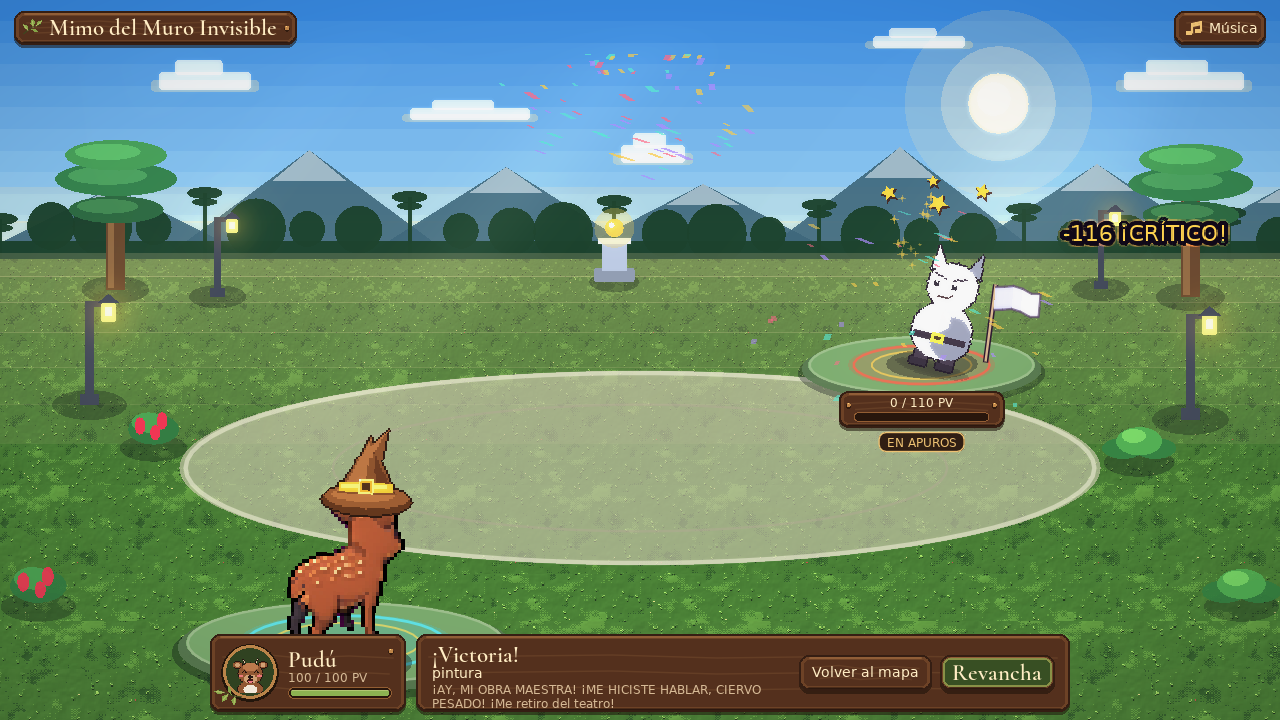 Mimo del Muro Invisible
Música
-116 ¡CRÍTICO!
0 / 110 PV
EN APUROS
Pudú
100 / 100 PV
¡Victoria!
pintura
¡AY, MI OBRA MAESTRA! ¡ME HICISTE HABLAR, CIERVO
PESADO! ¡Me retiro del teatro!
Volver al mapa
Revancha